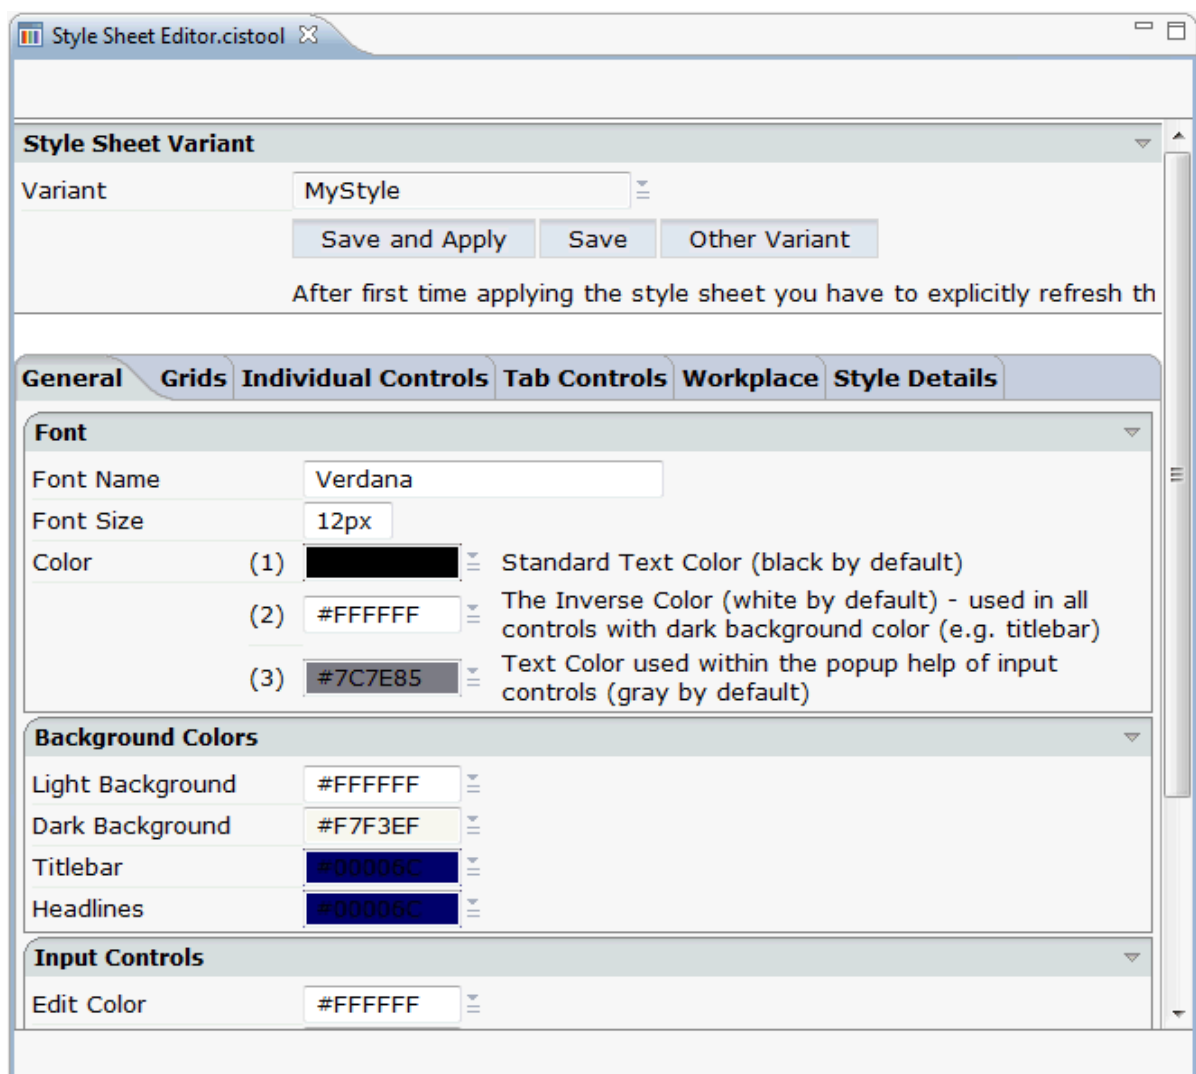 Style Sheet Editor.cistool
Style Sheet Variant
Variant MyStyle
Save and Apply Save Other Variant
After first time applying the style sheet you have to explicitly refresh th
General Grids Individual Controls Tab Controls Workplace Style Details
Font
Font Name Verdana
Font Size 12px
Color (1) Standard Text Color (black by default)
(2) #FFFFFF The Inverse Color (white by default) - used in all
controls with dark background color (e.g. titlebar)
(3) #7C7E85 Text Color used within the popup help of input
controls (gray by default)
Background Colors
Light Background #FFFFFF
Dark Background #F7F3EF
Titlebar #00006C
Headlines #00006C
Input Controls
Edit Color #FFFFFF